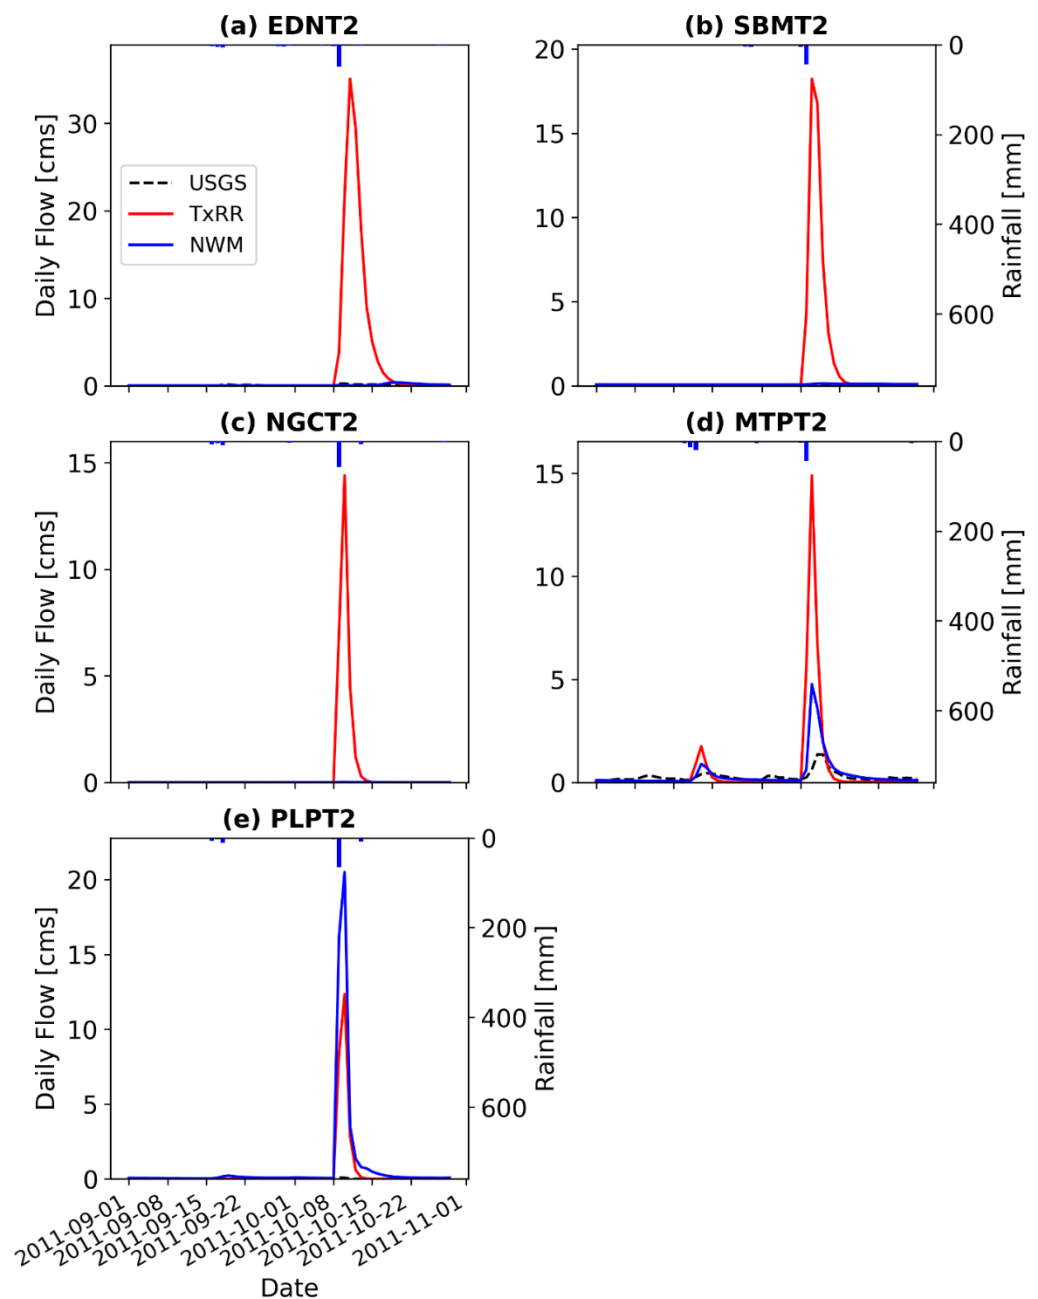 (a) EDNT2
(b) SBMT2
Daily Flow [cms]
30
20
10
0
USGS
TxRR
NWM
20
15
10
5
0
0
200
400
600
Rainfall [mm]
(c) NGCT2
(d) MTPT2
Daily Flow [cms]
15
10
5
0
15
10
5
0
0
200
400
600
Rainfall [mm]
(e) PLPT2
Daily Flow [cms]
20
15
10
5
0
0
200
400
600
Rainfall [mm]
2011-09-01
2011-09-08
2011-09-15
2011-09-22
2011-10-01
2011-10-08
2011-10-15
2011-10-22
2011-11-01
Date